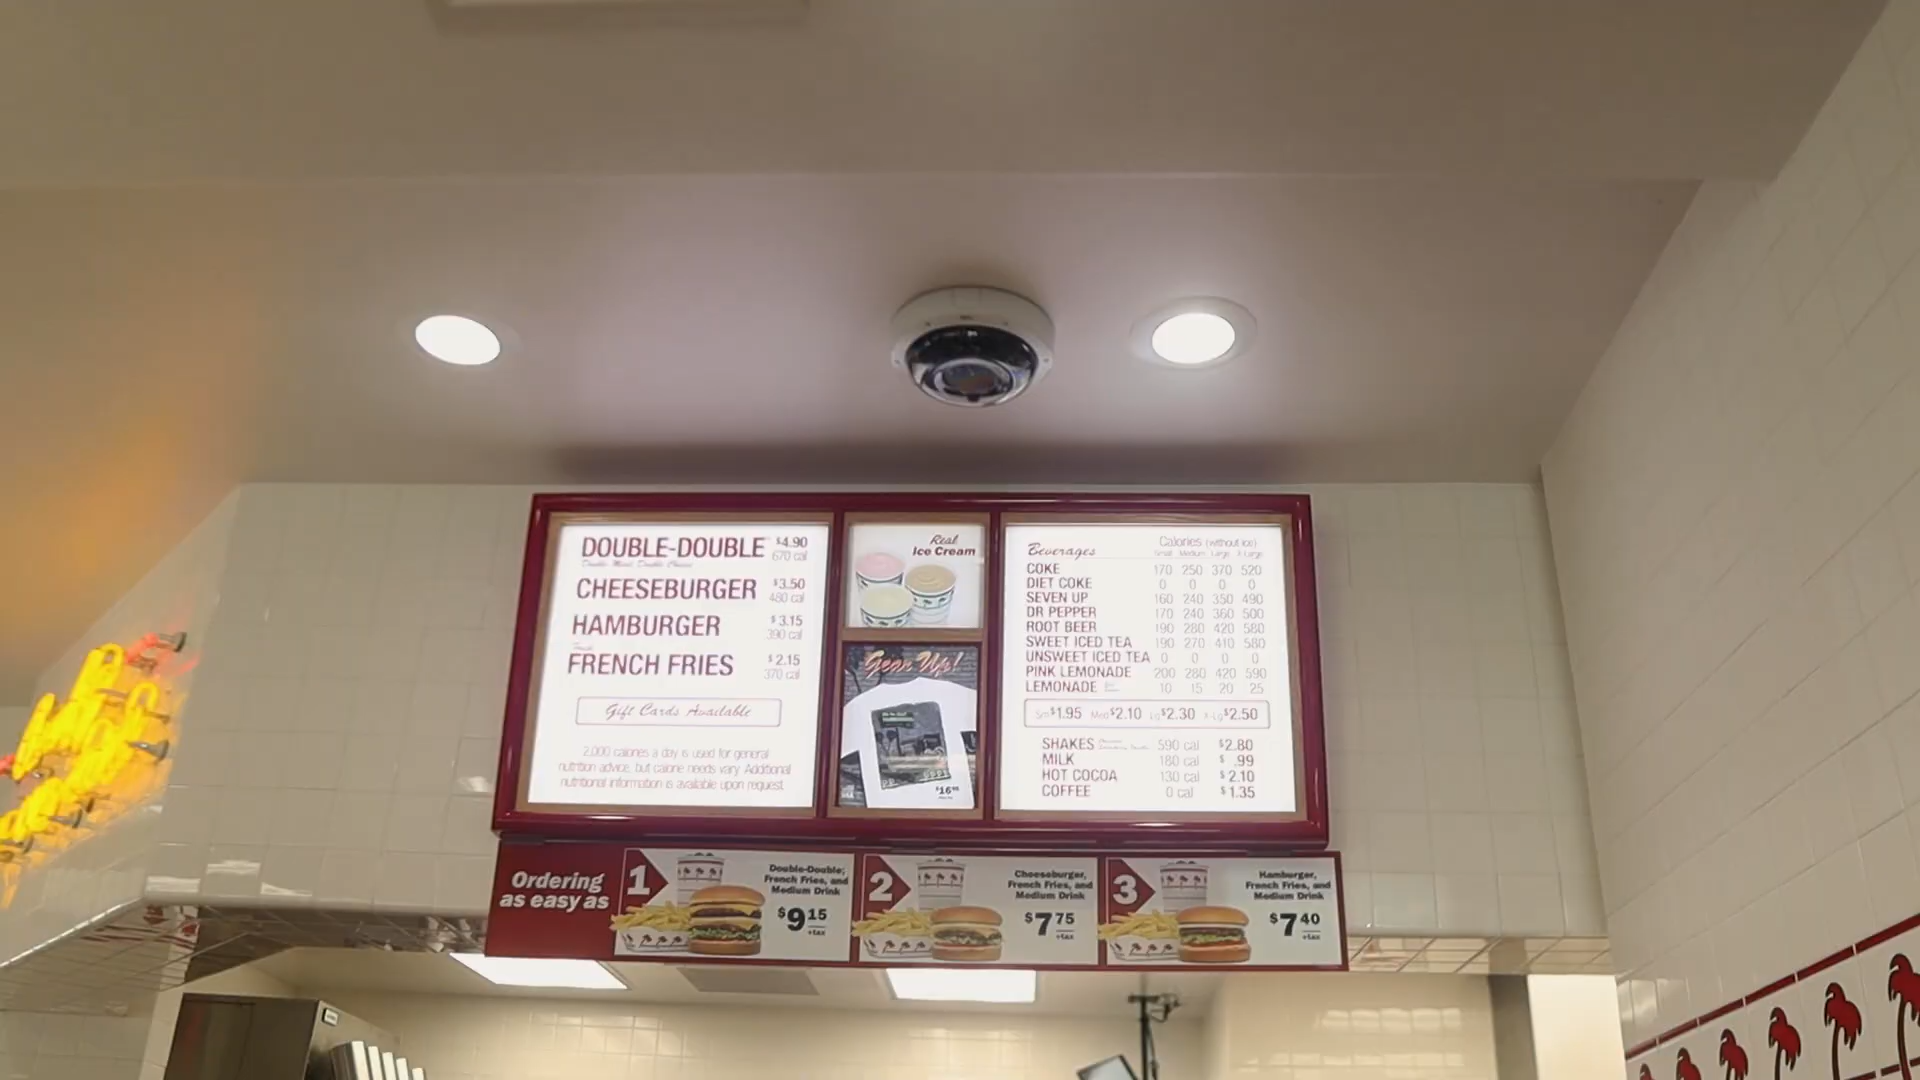 DOUBLE-DOUBLE $4.90
670 cal
Double Meat Double Cheese
CHEESEBURGER $3.50
480 cal
HAMBURGER $3.15
390 cal
FRENCH FRIES $2.15
370 cal
Gift Cards Available
2,000 calories a day is used for general
nutrition advice, but calorie needs vary. Additional
nutritional information is available upon request.
Real
Ice Cream
Gear Up!
$16
Beverages Calories (without ice)
Small Medium Large X-Large
COKE 170 250 370 520
DIET COKE 0 0 0 0
SEVEN UP 160 240 350 490
DR PEPPER 170 240 360 500
ROOT BEER 190 280 420 580
SWEET ICED TEA 190 270 410 580
UNSWEET ICED TEA 0 0 0 0
PINK LEMONADE 200 280 420 590
LEMONADE 10 15 20 25
Sm $1.95 Med $2.10 Lg $2.30 X-Lg $2.50
SHAKES 590 cal $2.80
MILK 180 cal $.99
HOT COCOA 130 cal $2.10
COFFEE 0 cal $1.35
Ordering
as easy as
1
Double-Double,
French Fries, and
Medium Drink
$9 15
+tax
2
Cheeseburger,
French Fries, and
Medium Drink
$7 75
+tax
3
Hamburger,
French Fries, and
Medium Drink
$7 40
+tax